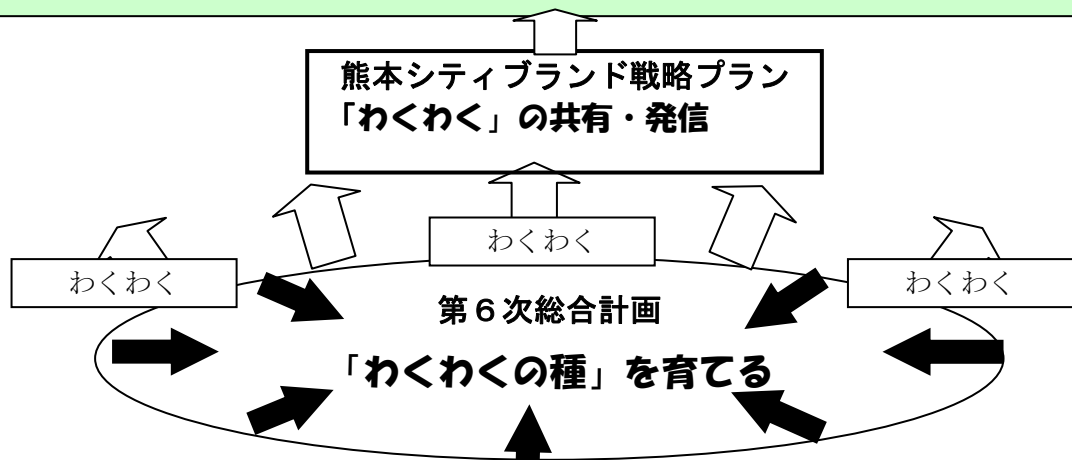 熊本シティブランド戦略プラン
「わくわく」の共有・発信
わくわく
わくわく
わくわく
第６次総合計画
「わくわくの種」を育てる